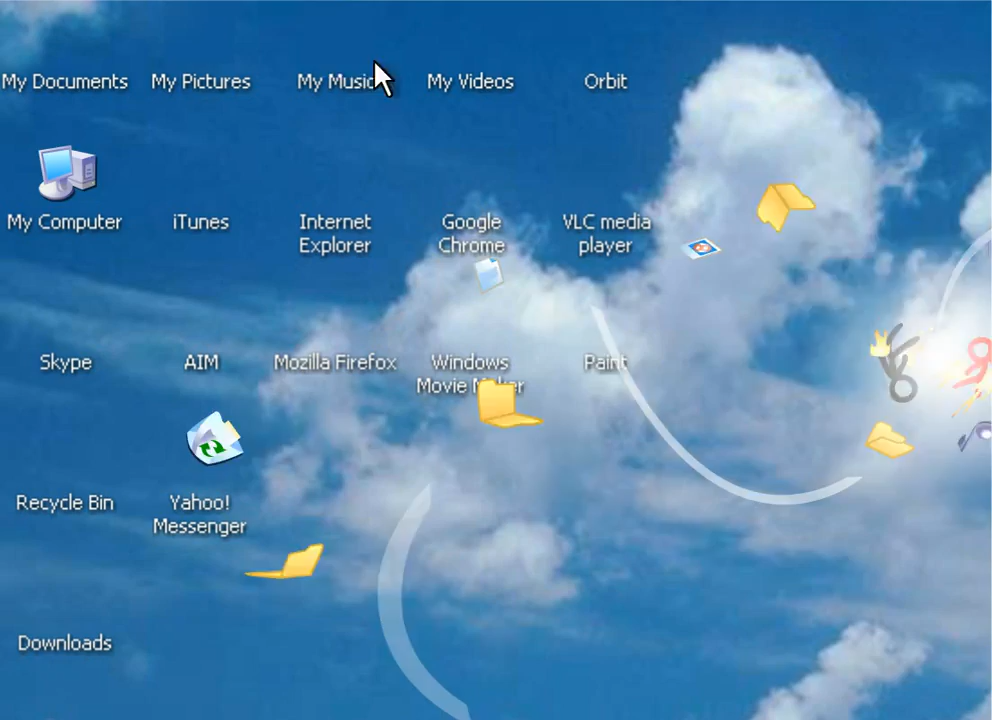 My Documents
My Pictures
My Music
My Videos
Orbit
My Computer
iTunes
Internet
Explorer
Google
Chrome
VLC media
player
Skype
AIM
Mozilla Firefox
Windows
Movie Maker
Paint
Recycle Bin
Yahoo!
Messenger
Downloads